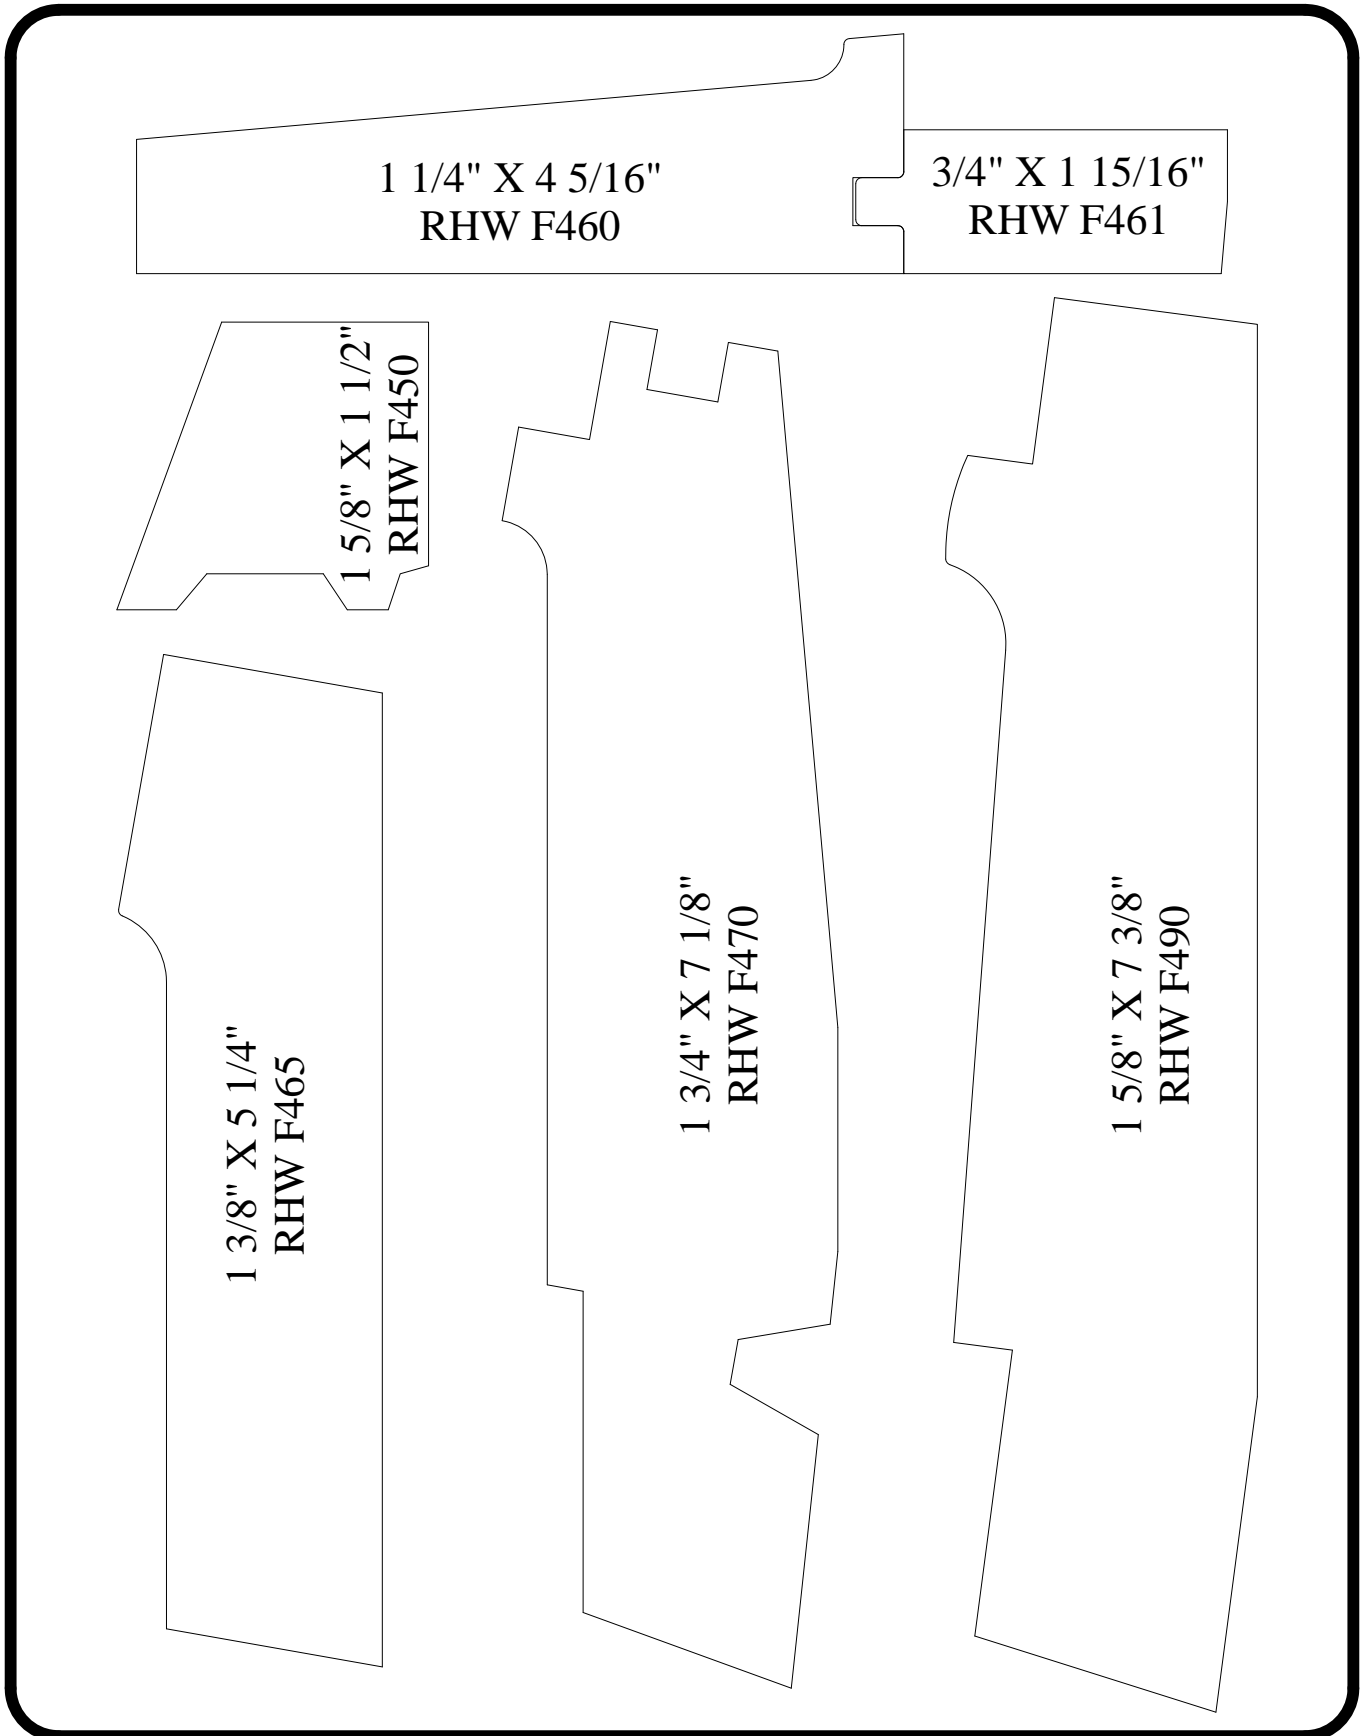 1 1/4" X 4 5/16"
RHW F460
3/4" X 1 15/16"
RHW F461
1 5/8" X 1 1/2"
RHW F450
1 3/8" X 5 1/4"
RHW F465
1 3/4" X 7 1/8"
RHW F470
1 5/8" X 7 3/8"
RHW F490